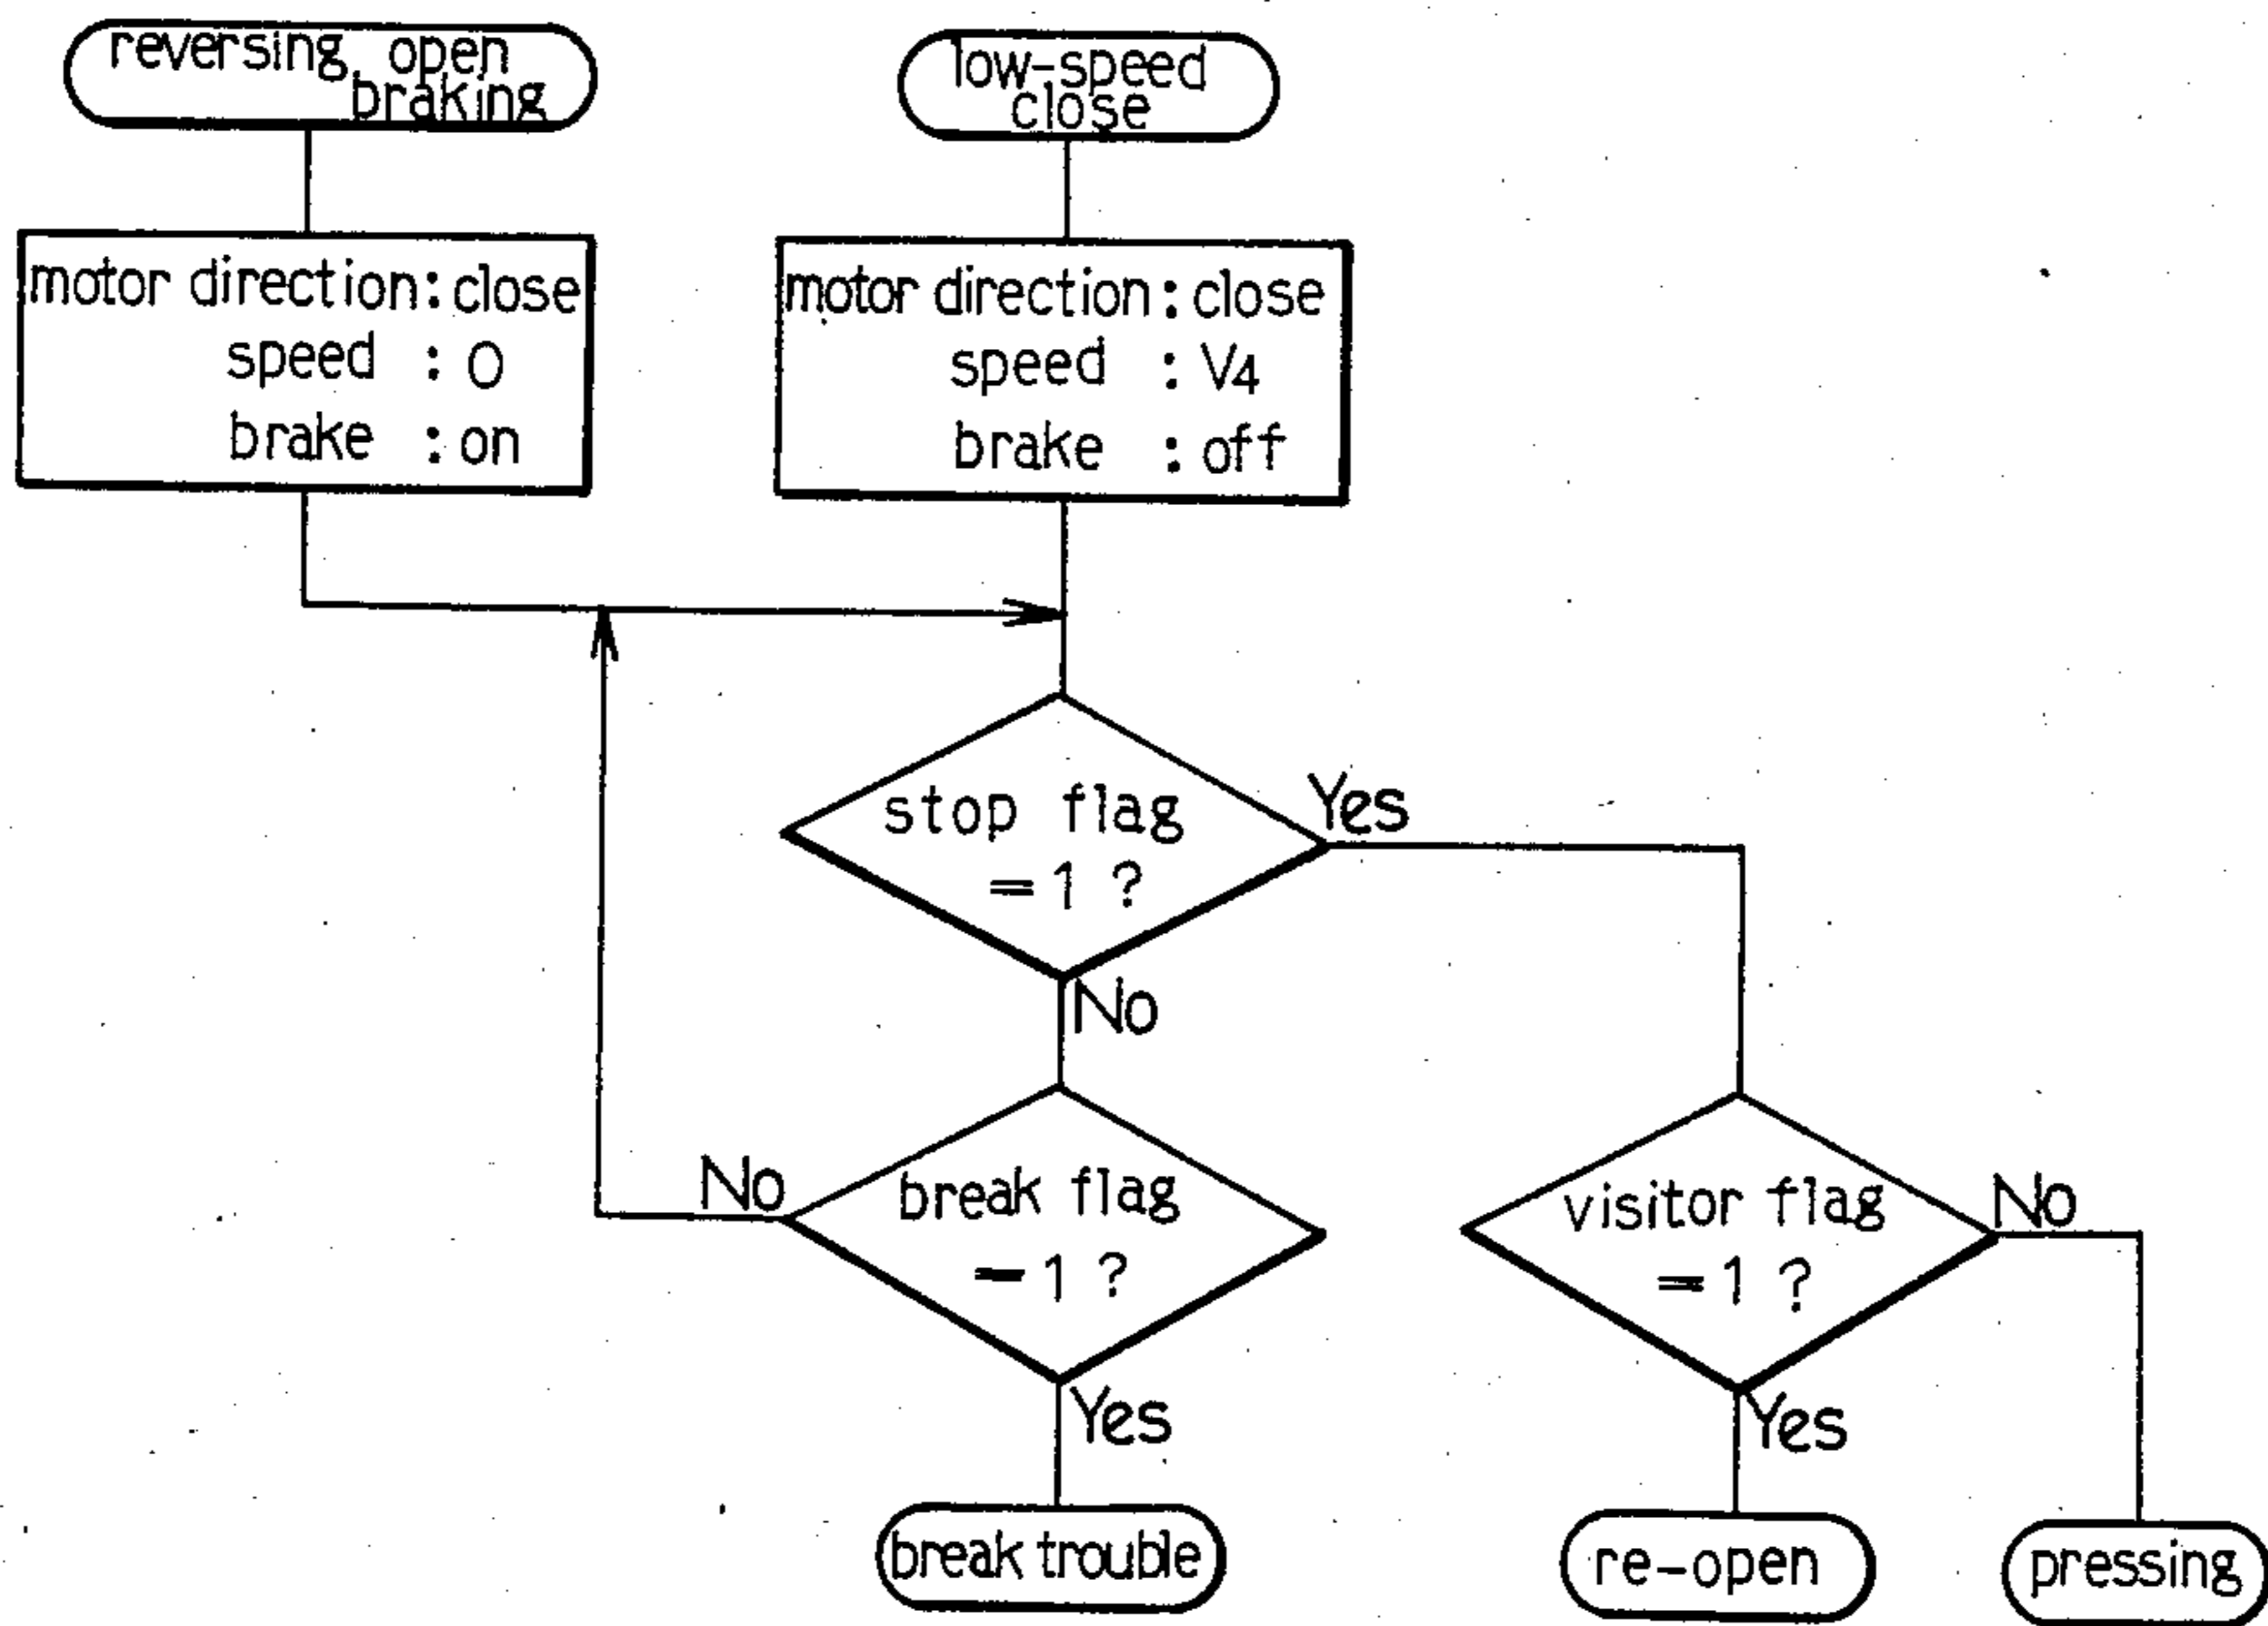 reversing, open
braking
low-speed
close
motor direction : close
speed : 0
brake : on
motor direction : close
speed : V4
brake : off
stop flag
= 1 ?
Yes
No
break flag
= 1 ?
No
Yes
visitor flag
= 1 ?
No
Yes
break trouble
re-open
pressing